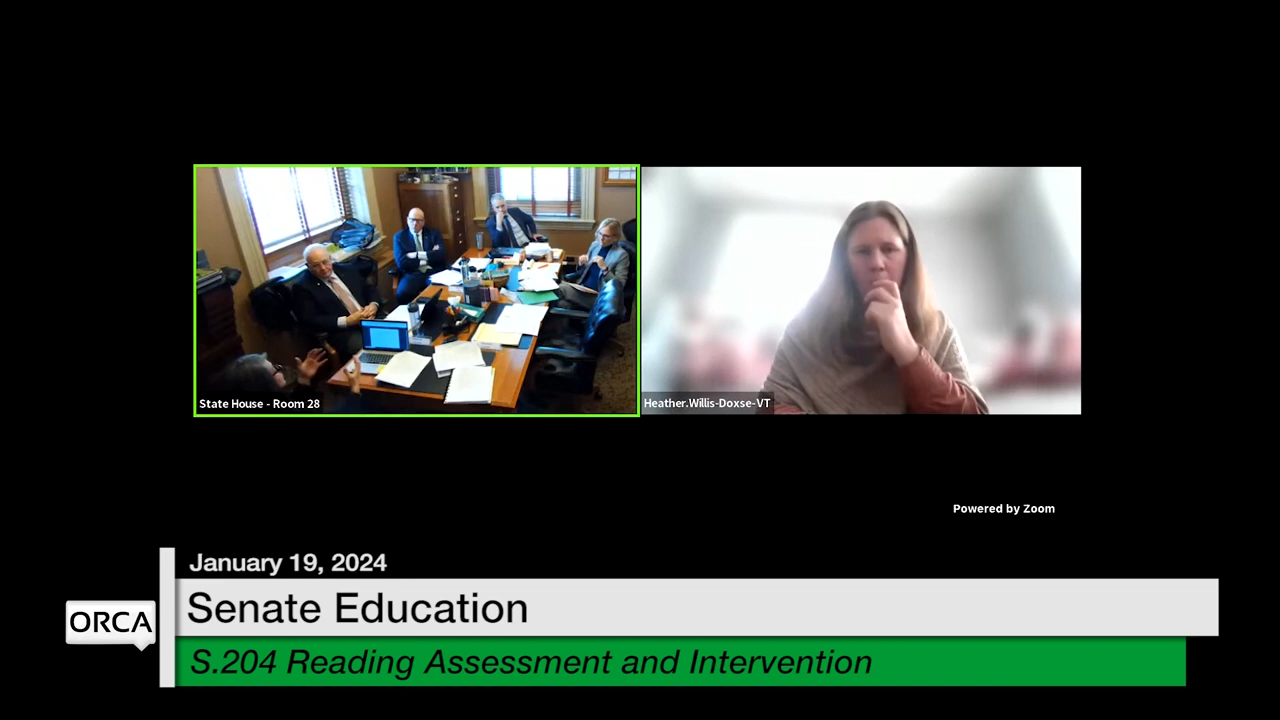 State House - Room 28
Heather.Willis-Doxse-VT
Powered by Zoom
January 19, 2024
Senate Education
ORCA
S.204 Reading Assessment and Intervention